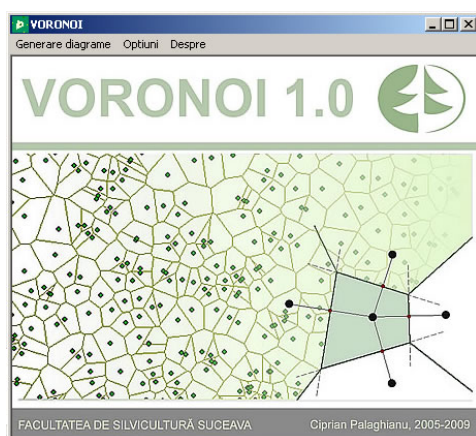 VORONOI
Generare diagrame Optiuni Despre
VORONOI 1.0
FACULTATEA DE SILVICULTURĂ SUCEAVA Ciprian Palaghianu, 2005-2009